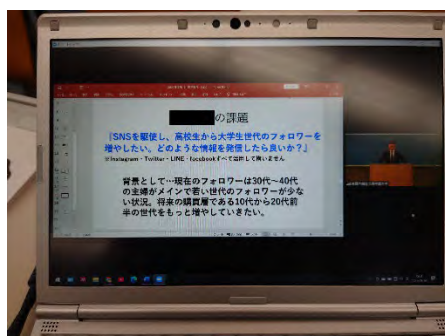 の課題
『SNSを駆使し、高校生から大学生世代のフォロワーを
増やしたい。どのような情報を発信したら良いか？』
※Instagram・Twitter・LINE・Facebookすべて活用して構いません
背景として…現在のフォロワーは30代～40代
の主婦がメインで若い世代のフォロワーが少な
い状況。将来の購買層である10代から20代前
半の世代をもっと増やしていきたい。